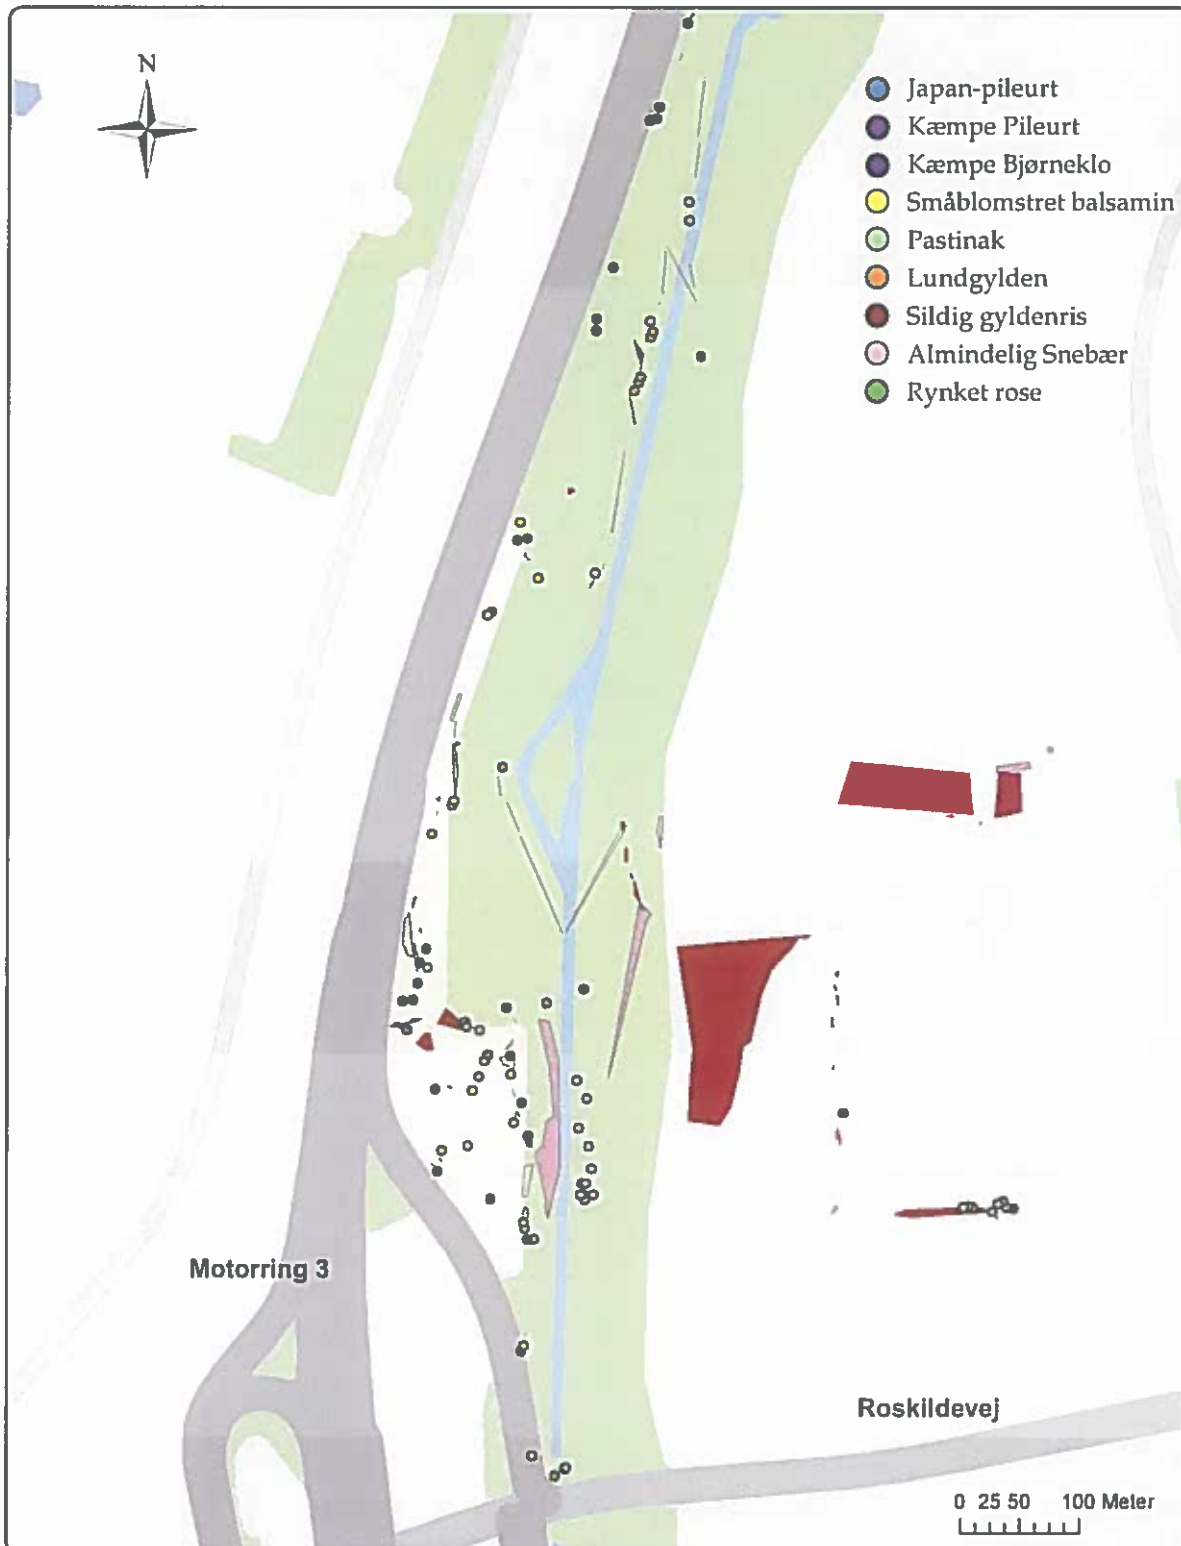 N
Japan-pileurt
Kæmpe Pileurt
Kæmpe Bjørneklo
Småblomstret balsamin
Pastinak
Lundgylden
Sildig gyldenris
Almindelig Snebær
Rynket rose
Motorring 3
Roskildevej
0 25 50 100 Meter